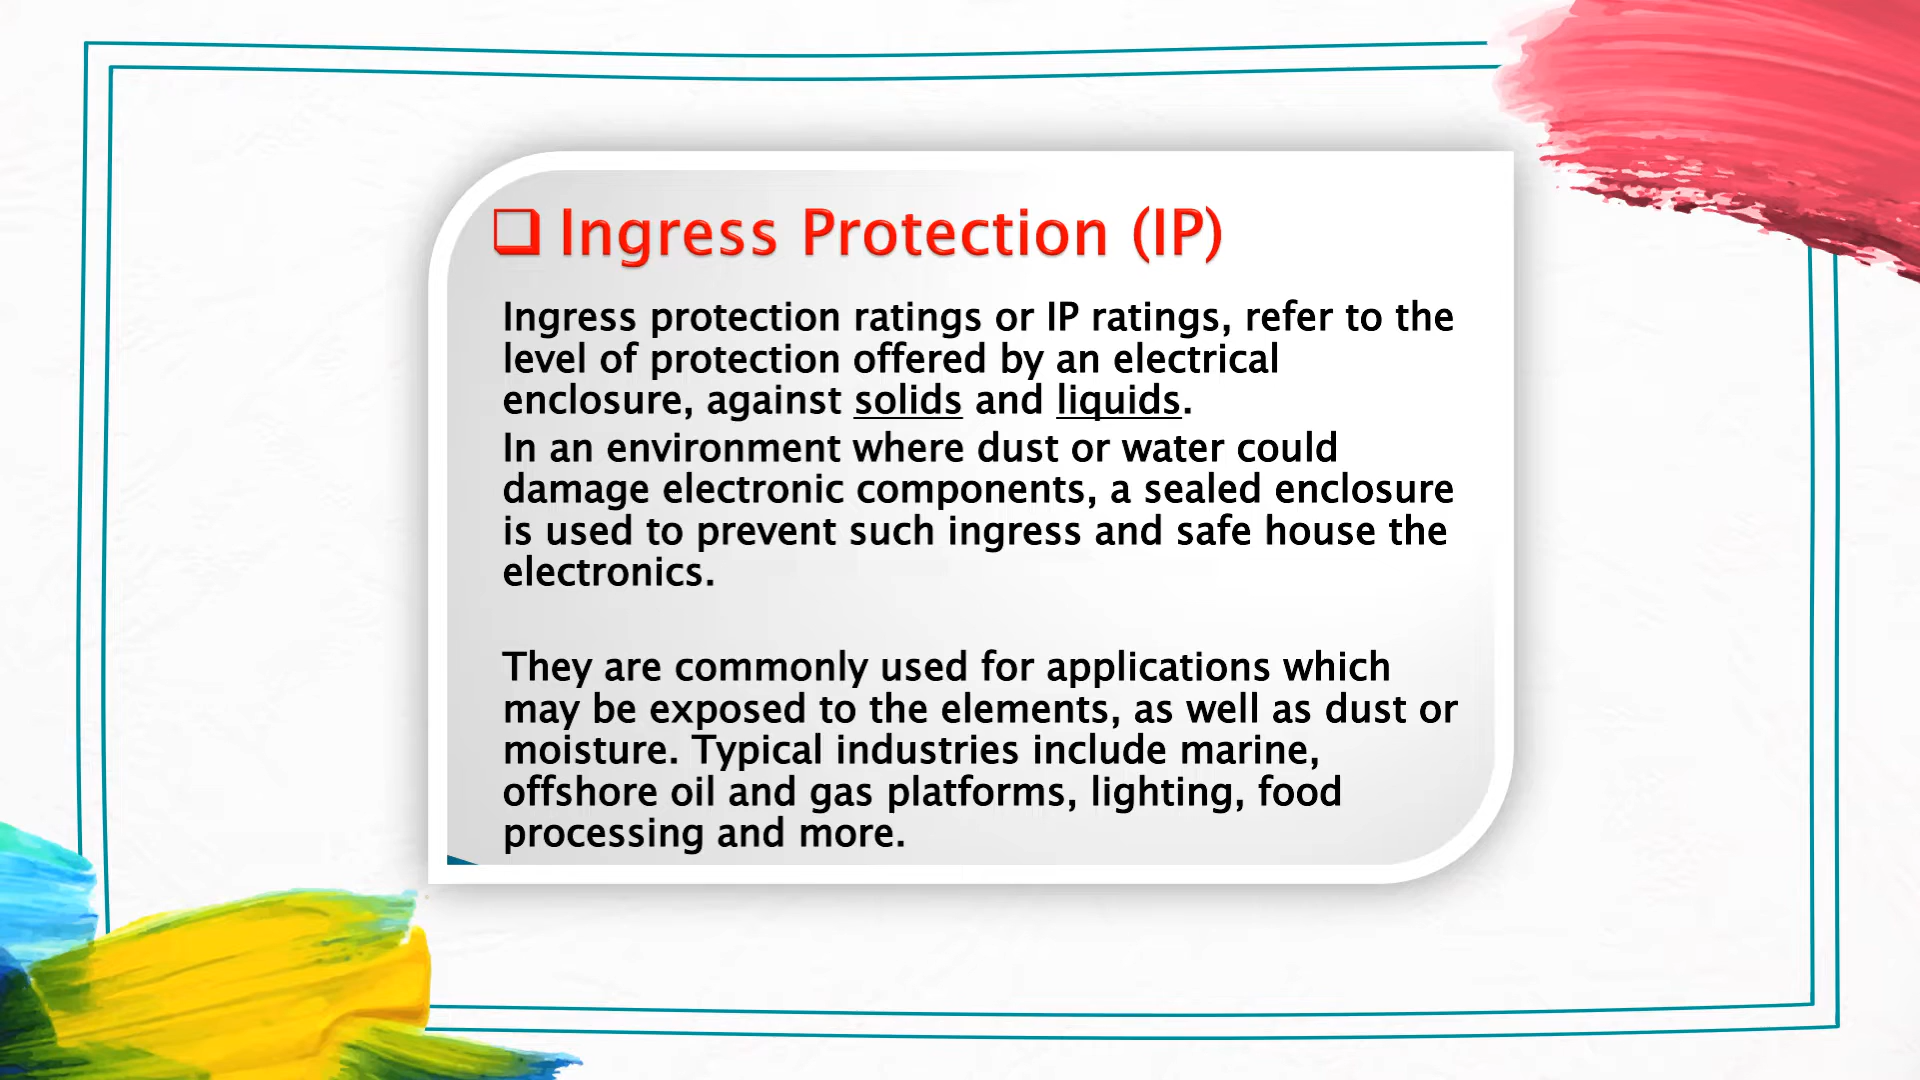 ❑ Ingress Protection (IP)
Ingress protection ratings or IP ratings, refer to the
level of protection offered by an electrical
enclosure, against solids and liquids.
In an environment where dust or water could
damage electronic components, a sealed enclosure
is used to prevent such ingress and safe house the
electronics.
They are commonly used for applications which
may be exposed to the elements, as well as dust or
moisture. Typical industries include marine,
offshore oil and gas platforms, lighting, food
processing and more.